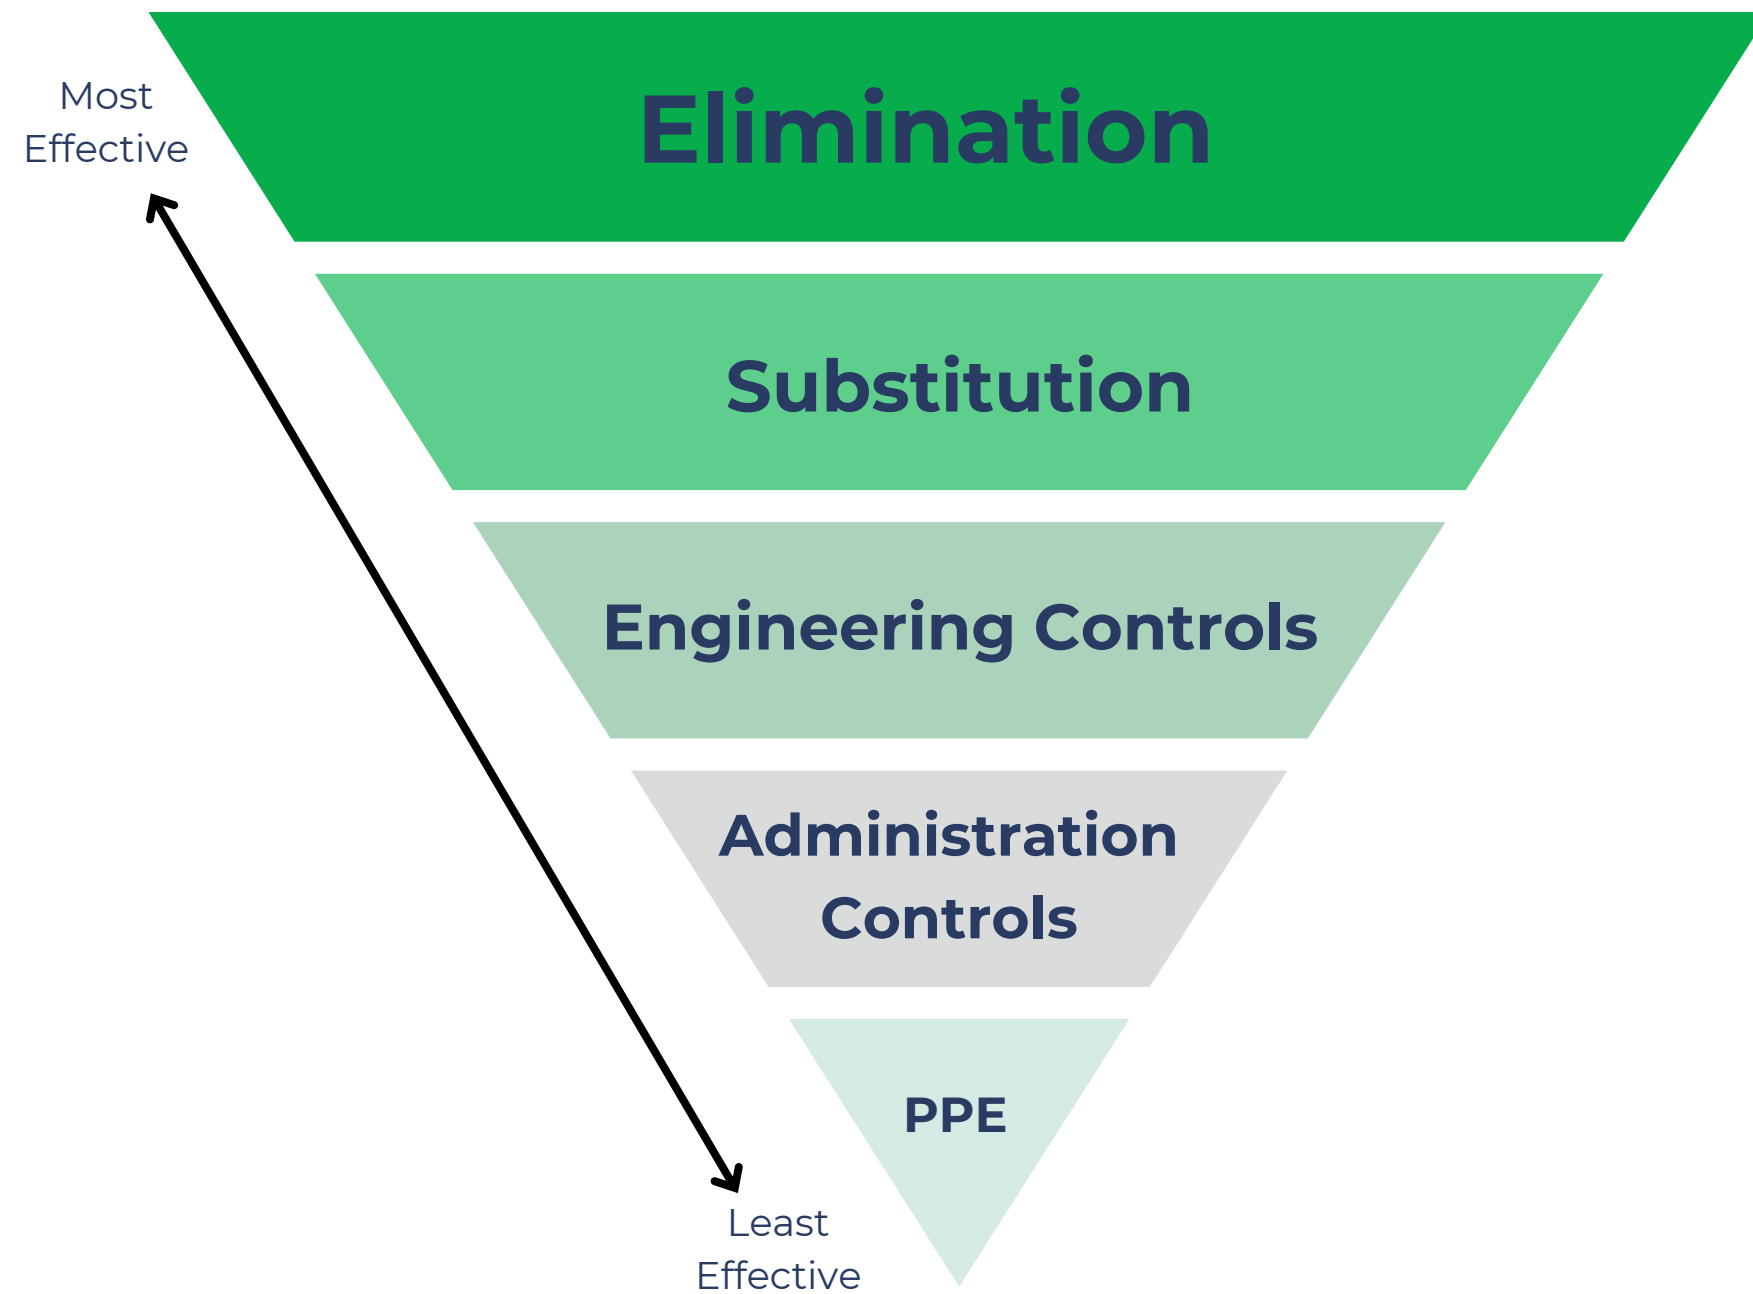 Most
Effective
Elimination
Substitution
Engineering Controls
Administration
Controls
PPE
Least
Effective